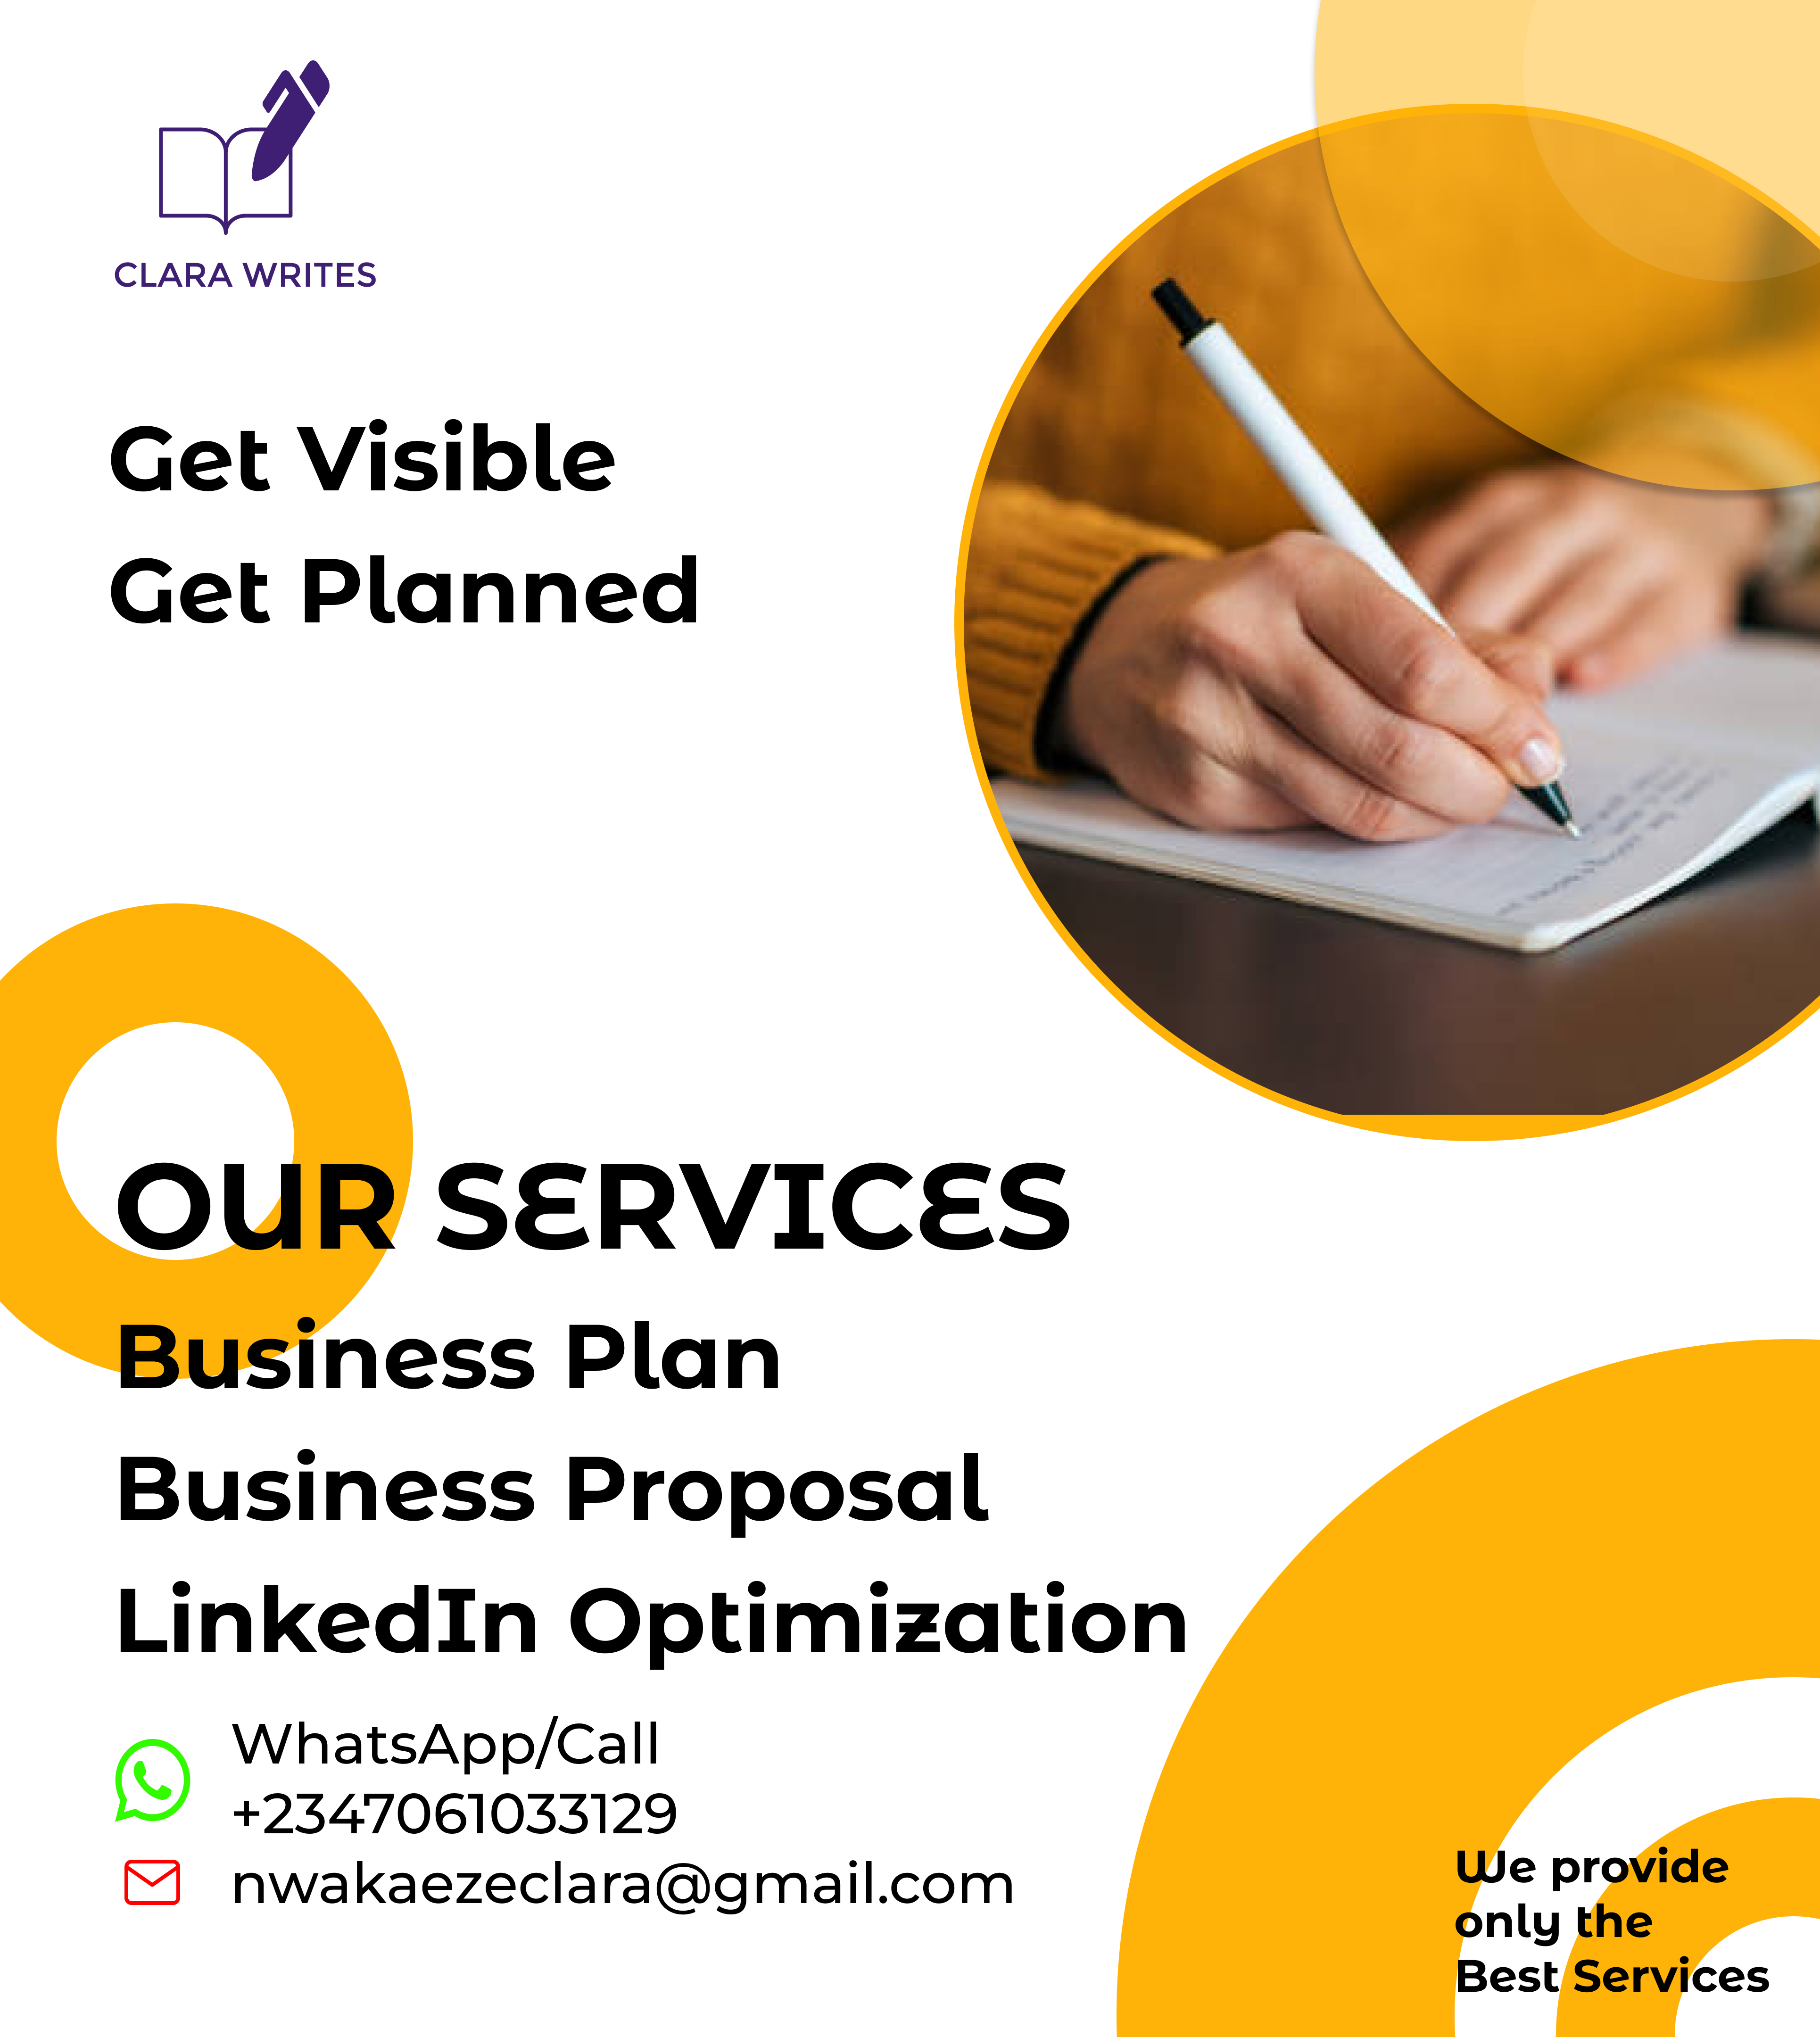 CLARA WRITES
Get Visible
Get Planned
OUR SERVICES
Business Plan
Business Proposal
LinkedIn Optimization
WhatsApp/Call
+2347061033129
nwakaezeclara@gmail.com
We provide
only the
Best Services